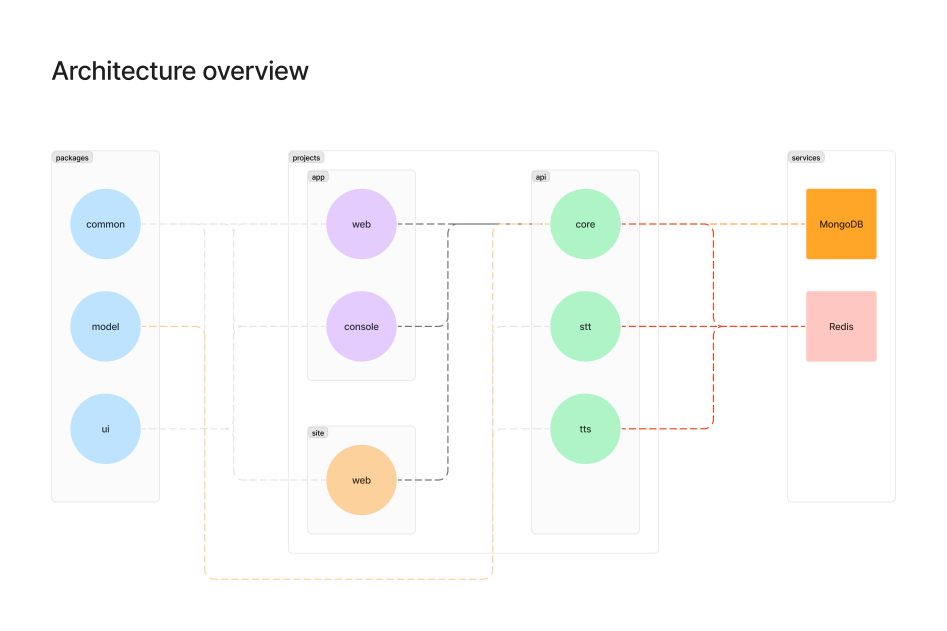 Architecture overview
packages
projects
services
app
api
common
web
core
MongoDB
model
console
stt
Redis
ui
tts
site
web